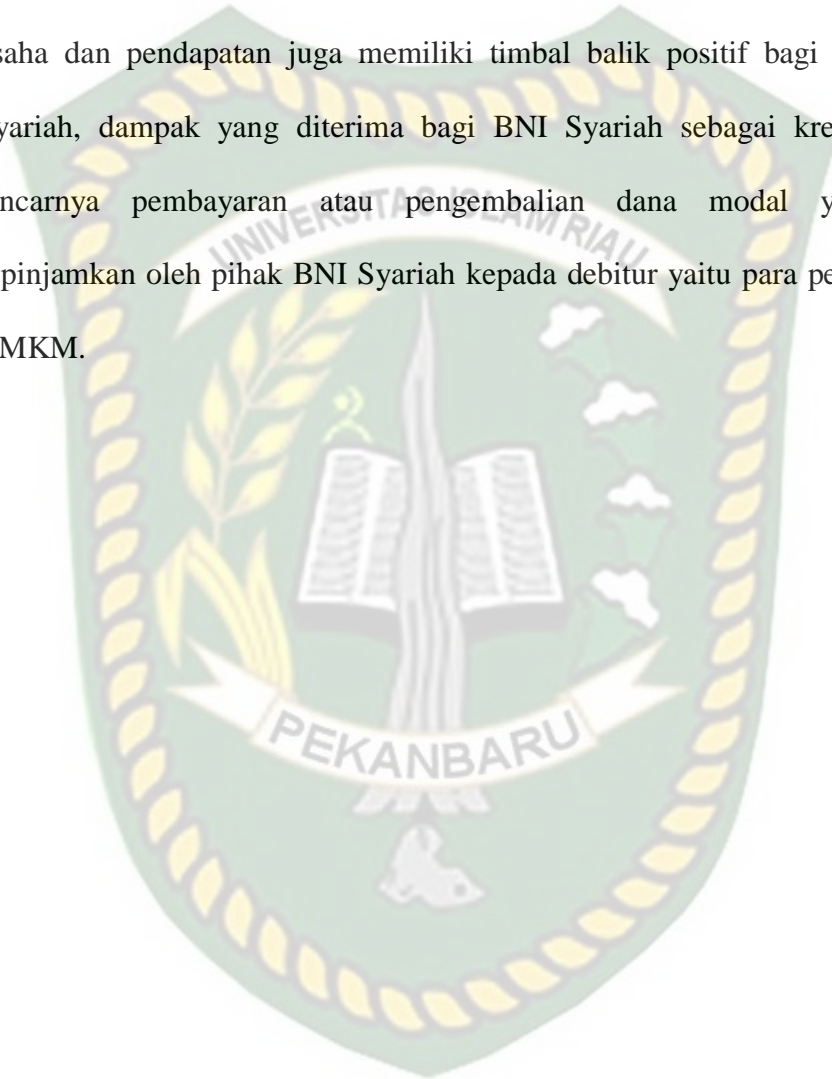 saha dan pendapatan juga memiliki timbal balik positif bagi
yariah, dampak yang diterima bagi BNI Syariah sebagai kre
ncarnya pembayaran atau pengembalian dana modal y
pinjamkan oleh pihak BNI Syariah kepada debitur yaitu para pe
MKM.
UNIVERSITAS ISLAM RIAU
PEKANBARU